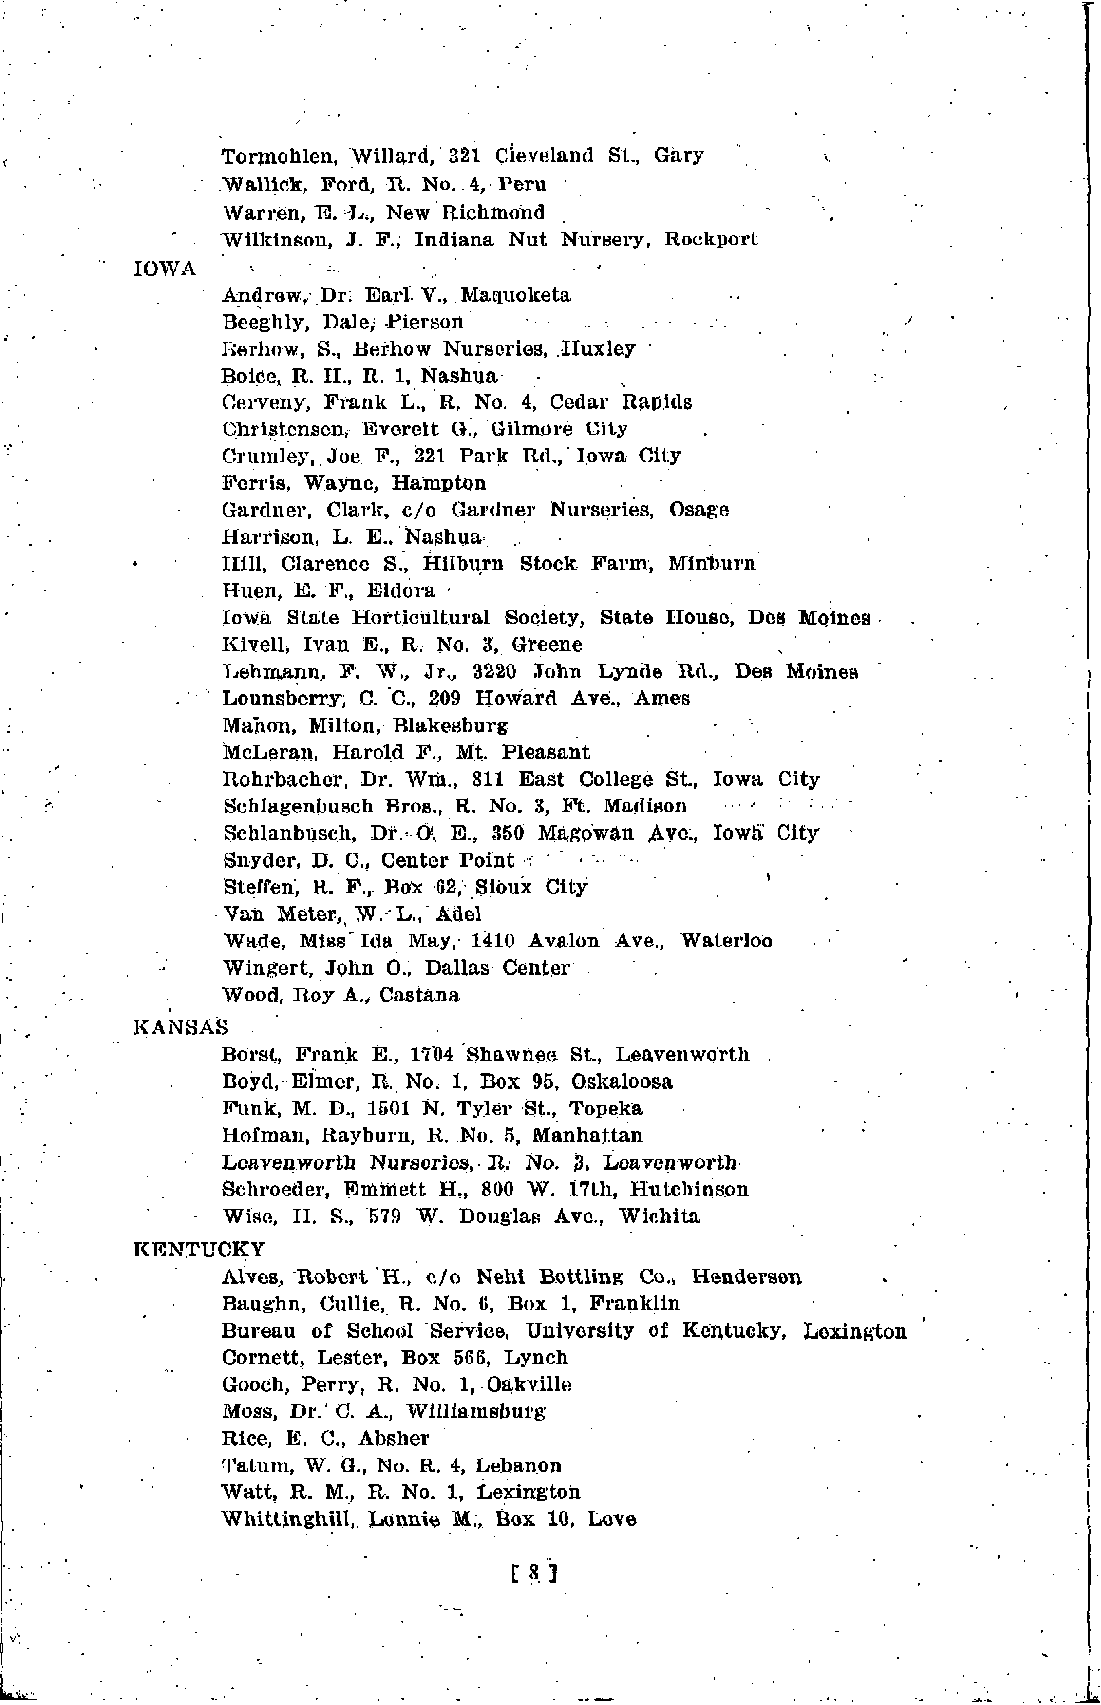 Tormohlen, Willard, 321 Cleveland St., Gary
Wallick, Ford, R. No. 4, Peru
Warren, E. L., New Richmond
Wilkinson, J. F., Indiana Nut Nursery, Rockport
IOWA
Andrew, Dr. Earl V., Maquoketa
Beeghly, Dale, Pierson
Berhow, S., Berhow Nurseries, Huxley
Boice, R. H., R. 1, Nashua
Cerveny, Frank L., R. No. 4, Cedar Rapids
Christensen, Everett G., Gilmore City
Crumley, Joe F., 221 Park Rd., Iowa City
Ferris, Wayne, Hampton
Gardner, Clark, c/o Gardner Nurseries, Osage
Harrison, L. E., Nashua
Hill, Clarence S., Hilburn Stock Farm, Minburn
Huen, E. F., Eldora
Iowa State Horticultural Society, State House, Des Moines
Kivell, Ivan E., R. No. 3, Greene
Lehmann, F. W., Jr., 3220 John Lynde Rd., Des Moines
Lounsberry, C. C., 209 Howard Ave., Ames
Mahon, Milton, Blakesburg
McLeran, Harold F., Mt. Pleasant
Rohrbacher, Dr. Wm., 811 East College St., Iowa City
Schlagenbusch Bros., R. No. 3, Ft. Madison
Schlanbusch, Dr. O. E., 350 Magowan Ave., Iowa City
Snyder, D. C., Center Point
Steffen, R. F., Box 62, Sioux City
Van Meter, W. L., Adel
Wade, Miss Ida May, 1410 Avalon Ave., Waterloo
Wingert, John O., Dallas Center
Wood, Roy A., Castana
KANSAS
Borst, Frank E., 1704 Shawnee St., Leavenworth
Boyd, Elmer, R. No. 1, Box 95, Oskaloosa
Funk, M. D., 1501 N. Tyler St., Topeka
Hofman, Rayburn, R. No. 5, Manhattan
Leavenworth Nurseries, R. No. 3, Leavenworth
Schroeder, Emmett H., 800 W. 17th, Hutchinson
Wise, H. S., 579 W. Douglas Ave., Wichita
KENTUCKY
Alves, Robert H., c/o Nehi Bottling Co., Henderson
Baughn, Cullie, R. No. 6, Box 1, Franklin
Bureau of School Service, University of Kentucky, Lexington
Cornett, Lester, Box 566, Lynch
Gooch, Perry, R. No. 1, Oakville
Moss, Dr. C. A., Williamsburg
Rice, E. C., Absher
Tatum, W. G., No. R. 4, Lebanon
Watt, R. M., R. No. 1, Lexington
Whittinghill, Lonnie M., Box 10, Love
[ 8 ]